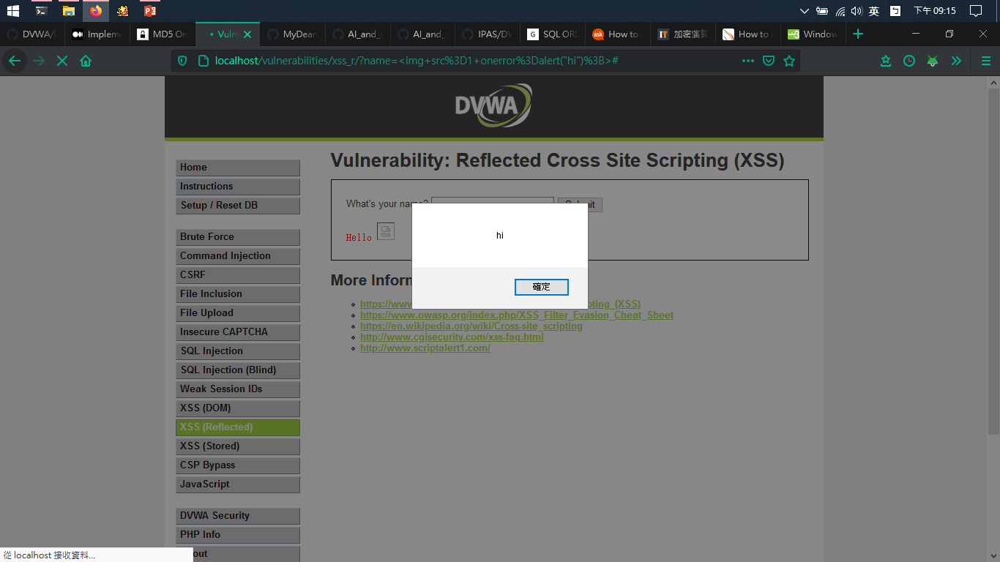 英 下午 09:15
DVWA/
Impleme
MD5 On
Vuln
MyDear
AI_and_
AI_and_
IPAS/DV
SQL ORD
How to
加密演算
How to
Window
localhost/vulnerabilities/xss_r/?name=<img+src%3D1+onerror%3Dalert("hi")%3B>#
DVWA
Vulnerability: Reflected Cross Site Scripting (XSS)
Home
Instructions
Setup / Reset DB
Brute Force
Command Injection
CSRF
File Inclusion
File Upload
Insecure CAPTCHA
SQL Injection
SQL Injection (Blind)
Weak Session IDs
XSS (DOM)
XSS (Reflected)
XSS (Stored)
CSP Bypass
JavaScript
DVWA Security
PHP Info
out
What's your name?
Hello
hi
確定
More Inforn
https://www
pting_(XSS)
https://www.owasp.org/index.php/XSS_Filter_Evasion_Cheat_Sheet
https://en.wikipedia.org/wiki/Cross-site_scripting
http://www.cgisecurity.com/xss-faq.html
http://www.scriptalert1.com/
從 localhost 接收資料...